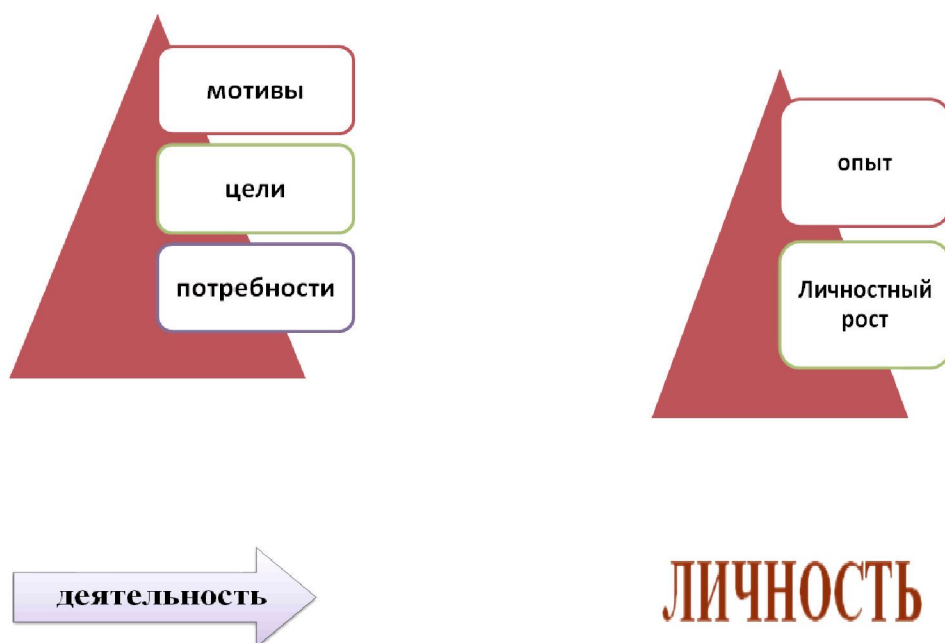 мотивы
цели
потребности
опыт
Личностный
рост
деятельность
ЛИЧНОСТЬ